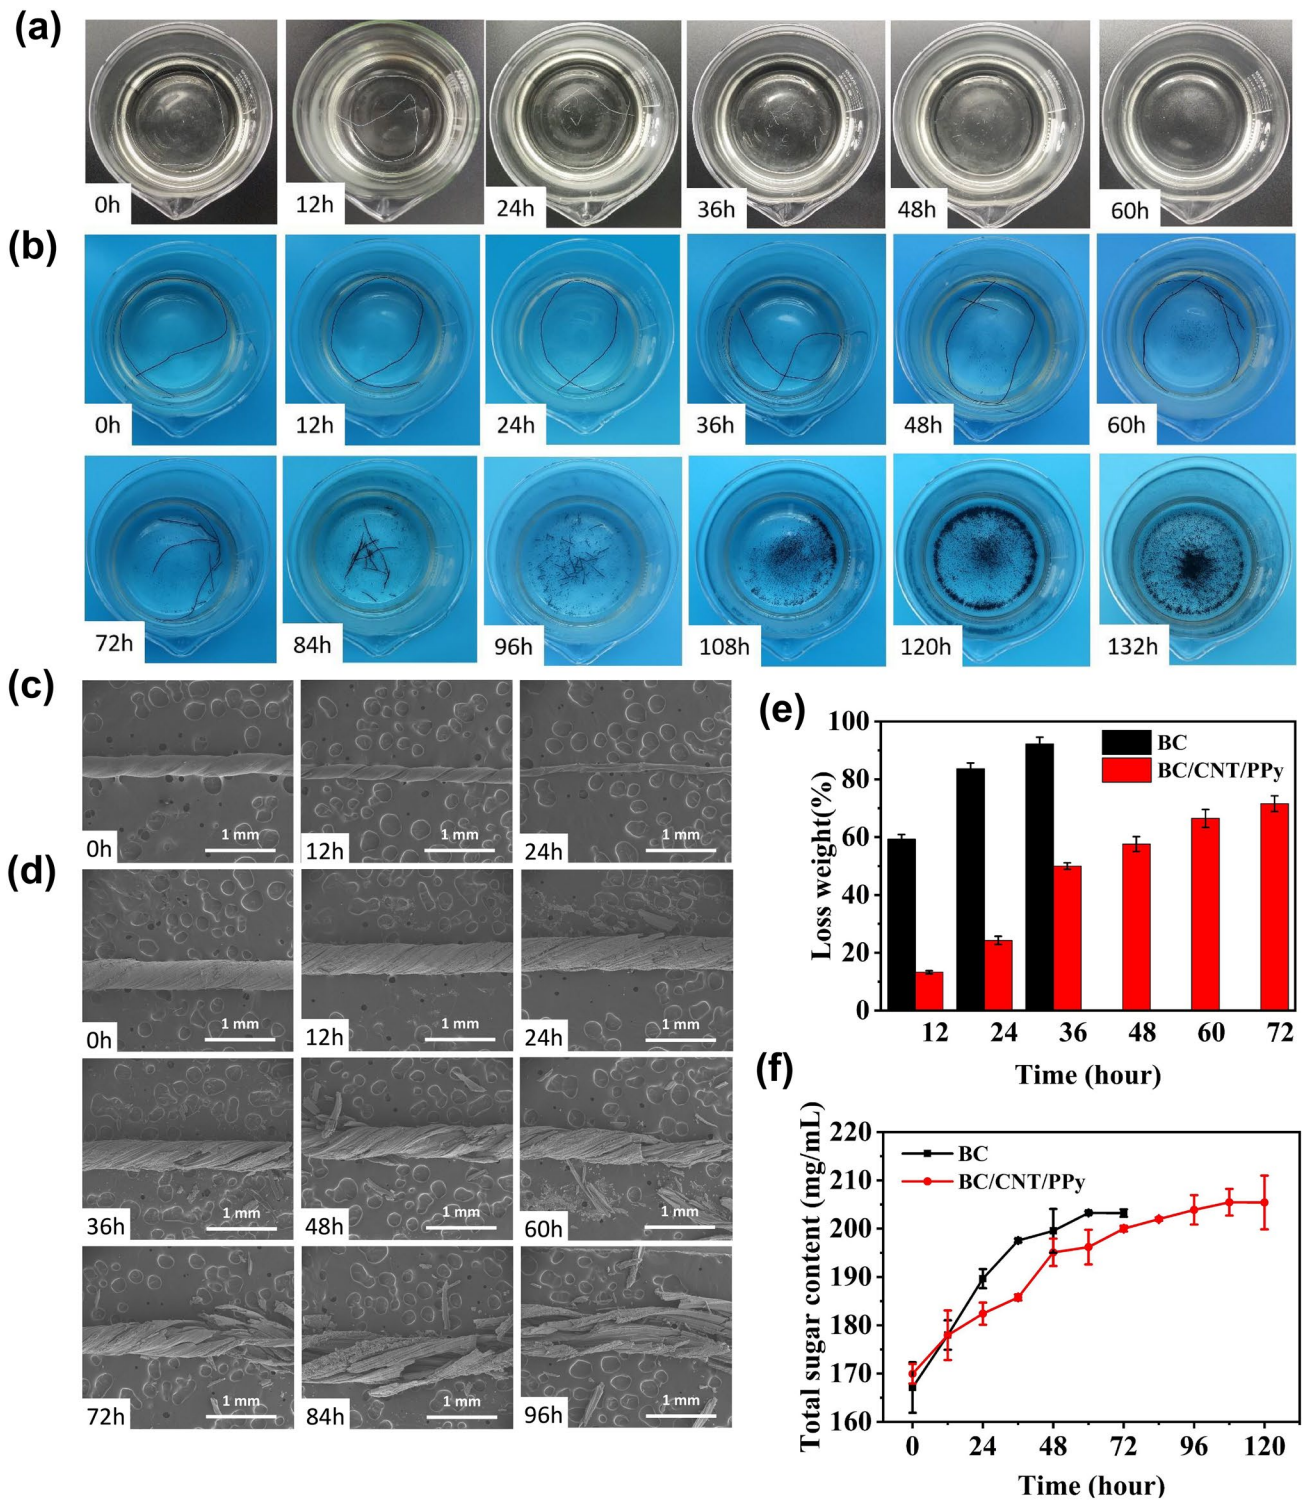 (a)
0h 12h 24h 36h 48h 60h
(b)
0h 12h 24h 36h 48h 60h
72h 84h 96h 108h 120h 132h
(c)
1 mm 1 mm 1 mm
0h 12h 24h
(d)
1 mm 1 mm 1 mm
0h 12h 24h
1 mm 1 mm 1 mm
36h 48h 60h
1 mm 1 mm 1 mm
72h 84h 96h
(e)
Loss weight(%)
100
80
60
40
20
0
BC
BC/CNT/PPy
12 24 36 48 60 72
Time (hour)
(f)
Total sugar content (mg/mL)
220
210
200
190
180
170
160
BC
BC/CNT/PPy
0 24 48 72 96 120
Time (hour)